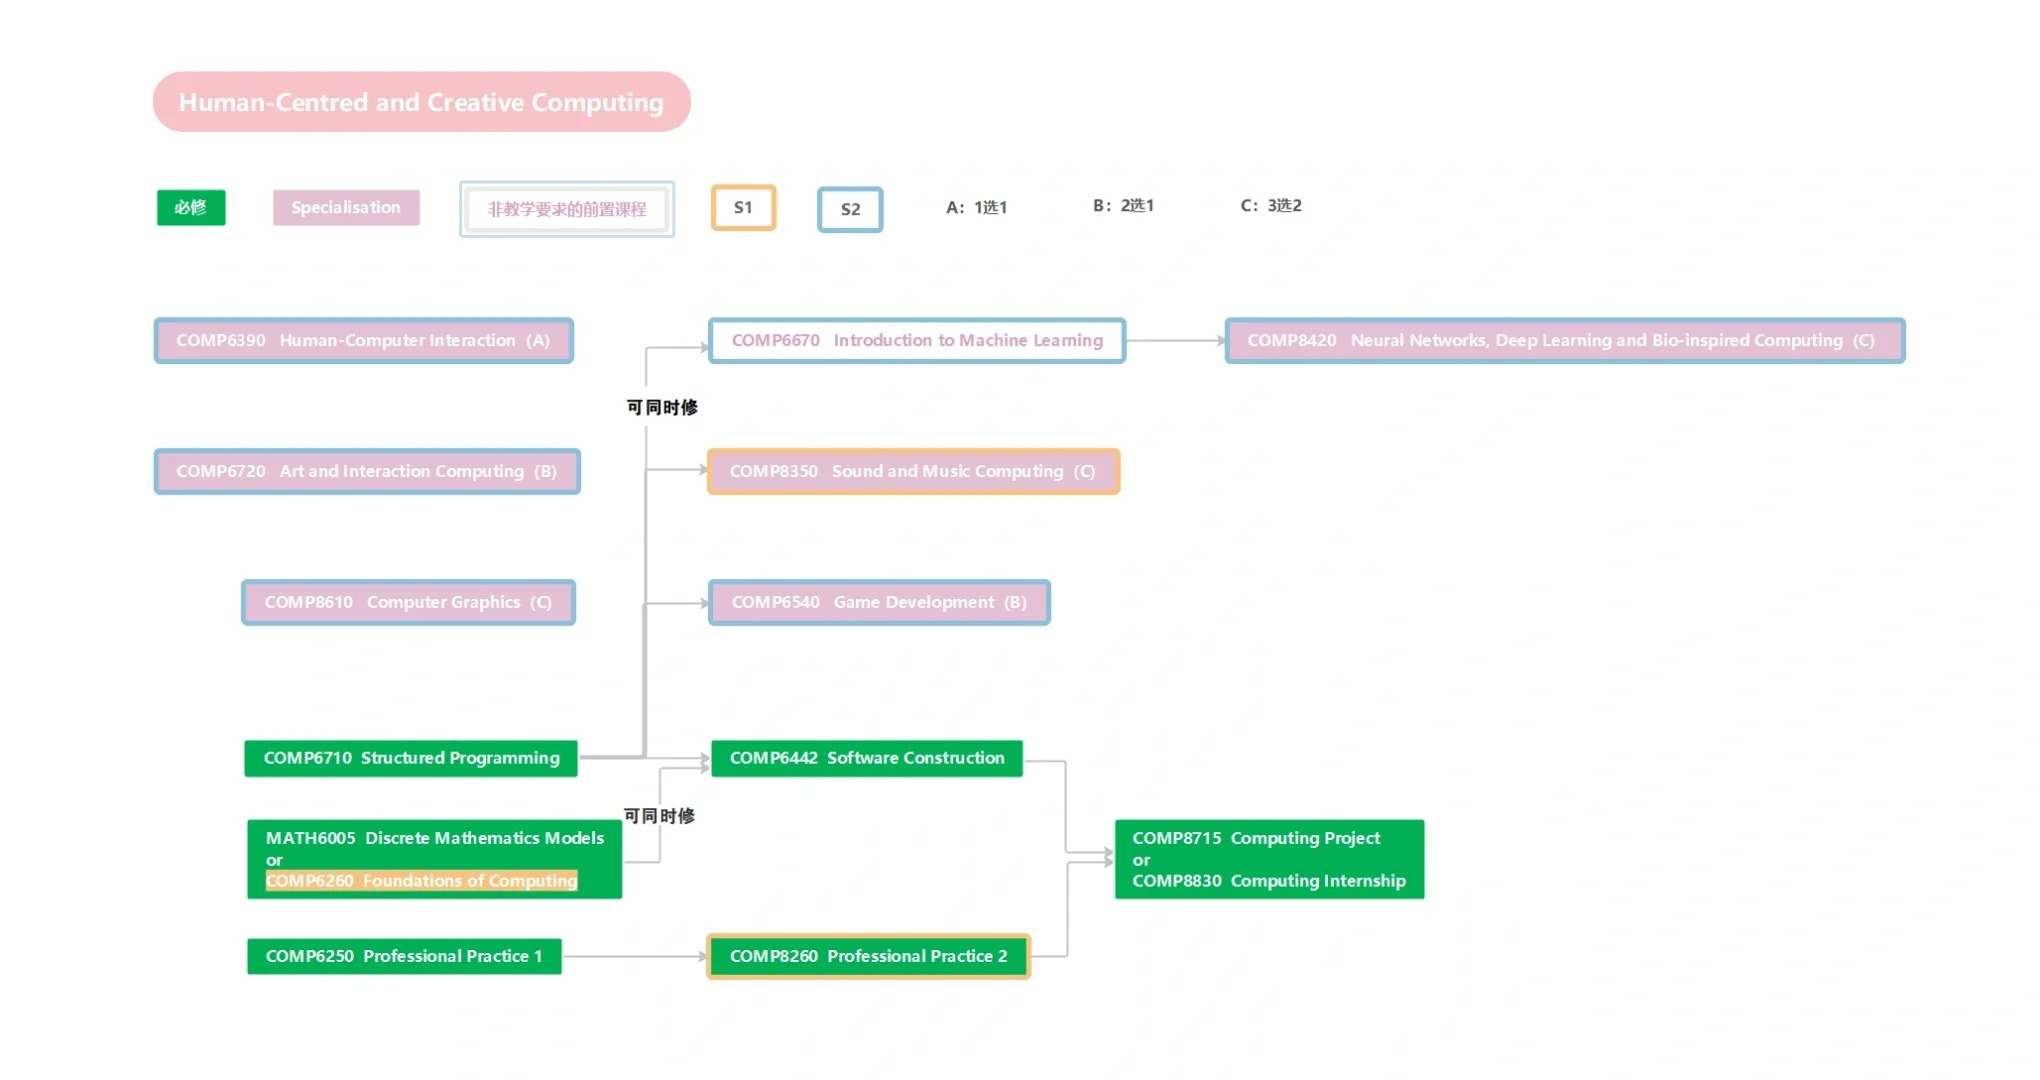 Human-Centred and Creative Computing
必修
Specialisation
非教学要求的前置课程
S1
S2
A：1选1
B：2选1
C：3选2
COMP6390 Human-Computer Interaction (A)
COMP6670 Introduction to Machine Learning
COMP8420 Neural Networks, Deep Learning and Bio-inspired Computing (C)
可同时修
COMP6720 Art and Interaction Computing (B)
COMP8350 Sound and Music Computing (C)
COMP8610 Computer Graphics (C)
COMP6540 Game Development (B)
COMP6710 Structured Programming
COMP6442 Software Construction
可同时修
MATH6005 Discrete Mathematics Models
or
COMP6260 Foundations of Computing
COMP8715 Computing Project
or
COMP8830 Computing Internship
COMP6250 Professional Practice 1
COMP8260 Professional Practice 2